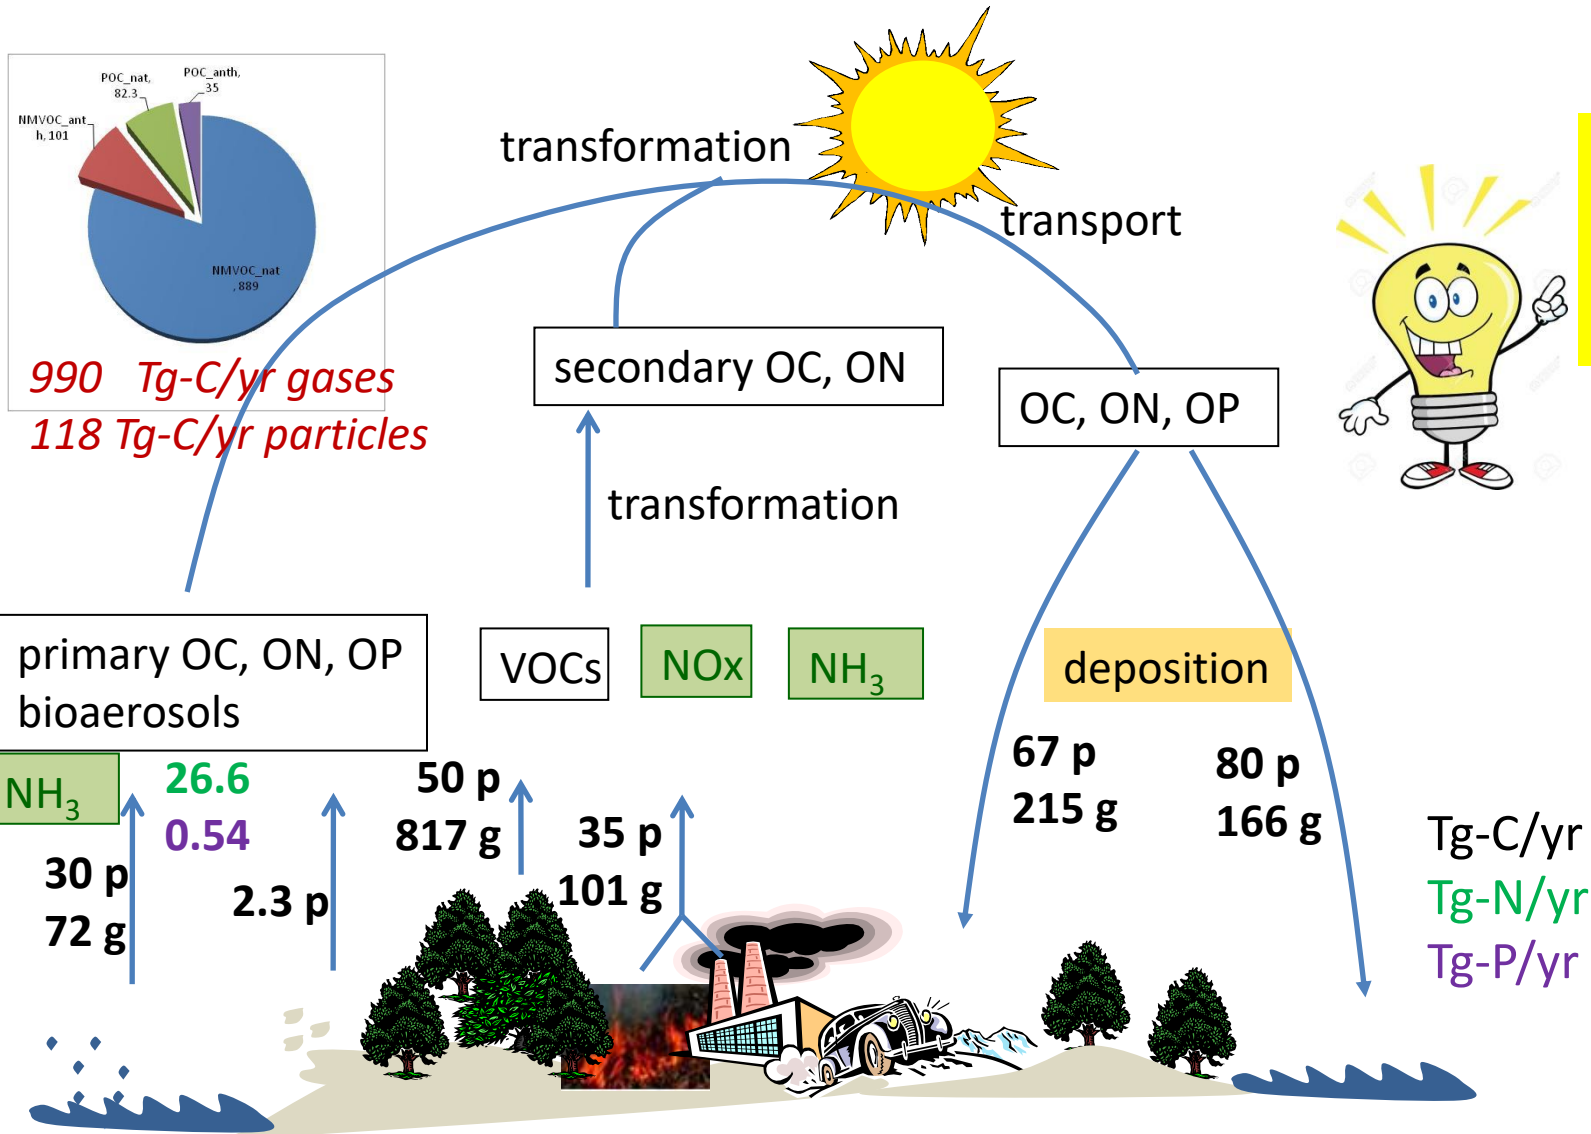 POC_nat,
82.3
POC_anth,
35
NMVOC_ant
h, 101
NMVOC_nat
, 889
990 Tg-C/yr gases
118 Tg-C/yr particles
transformation
transport
secondary OC, ON
OC, ON, OP
transformation
primary OC, ON, OP
bioaerosols
VOCs
NOx
NH₃
deposition
NH₃
26.6
0.54
30 p
72 g
2.3 p
50 p
817 g
35 p
101 g
67 p
215 g
80 p
166 g
Tg-C/yr
Tg-N/yr
Tg-P/yr